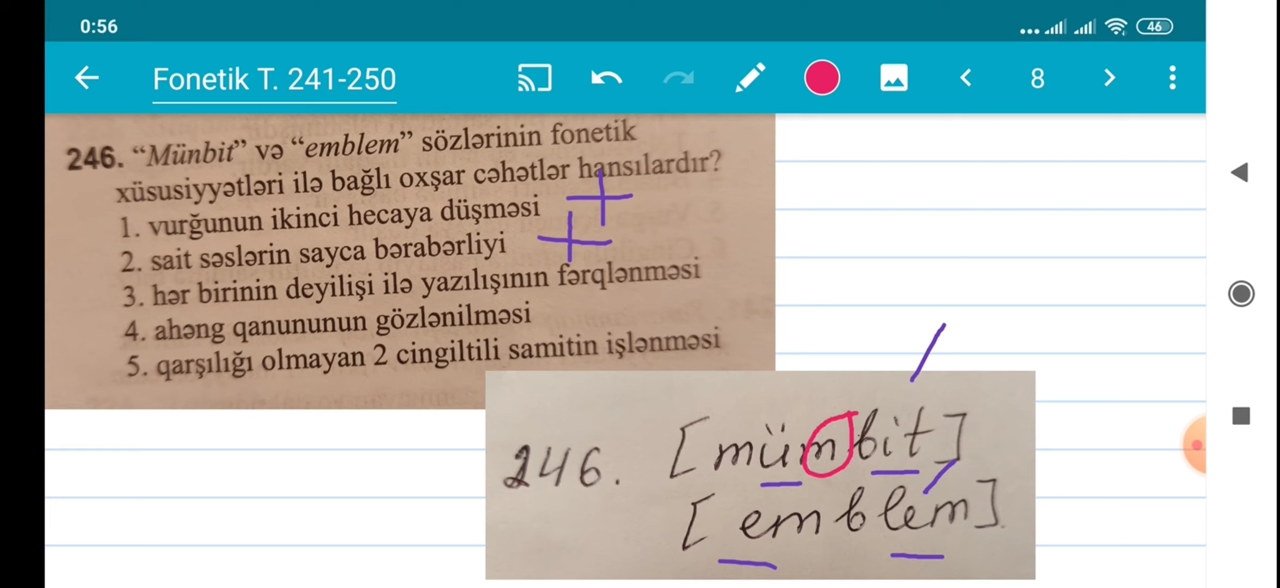 0:56
46
Fonetik T. 241-250
8
246. “Münbit” və “emblem” sözlərinin fonetik
xüsusiyyətləri ilə bağlı oxşar cəhətlər hansılardır?
1. vurğunun ikinci hecaya düşməsi
2. sait səslərin sayca bərabərliyi
3. hər birinin deyilişi ilə yazılışının fərqlənməsi
4. ahəng qanununun gözlənilməsi
5. qarşılığı olmayan 2 cingiltili samitin işlənməsi
246. [mümbit]
[emblem]